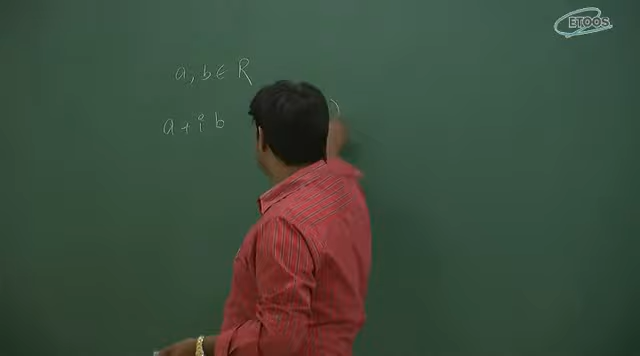 ETOOS
a, b ∈ R
a + i b )